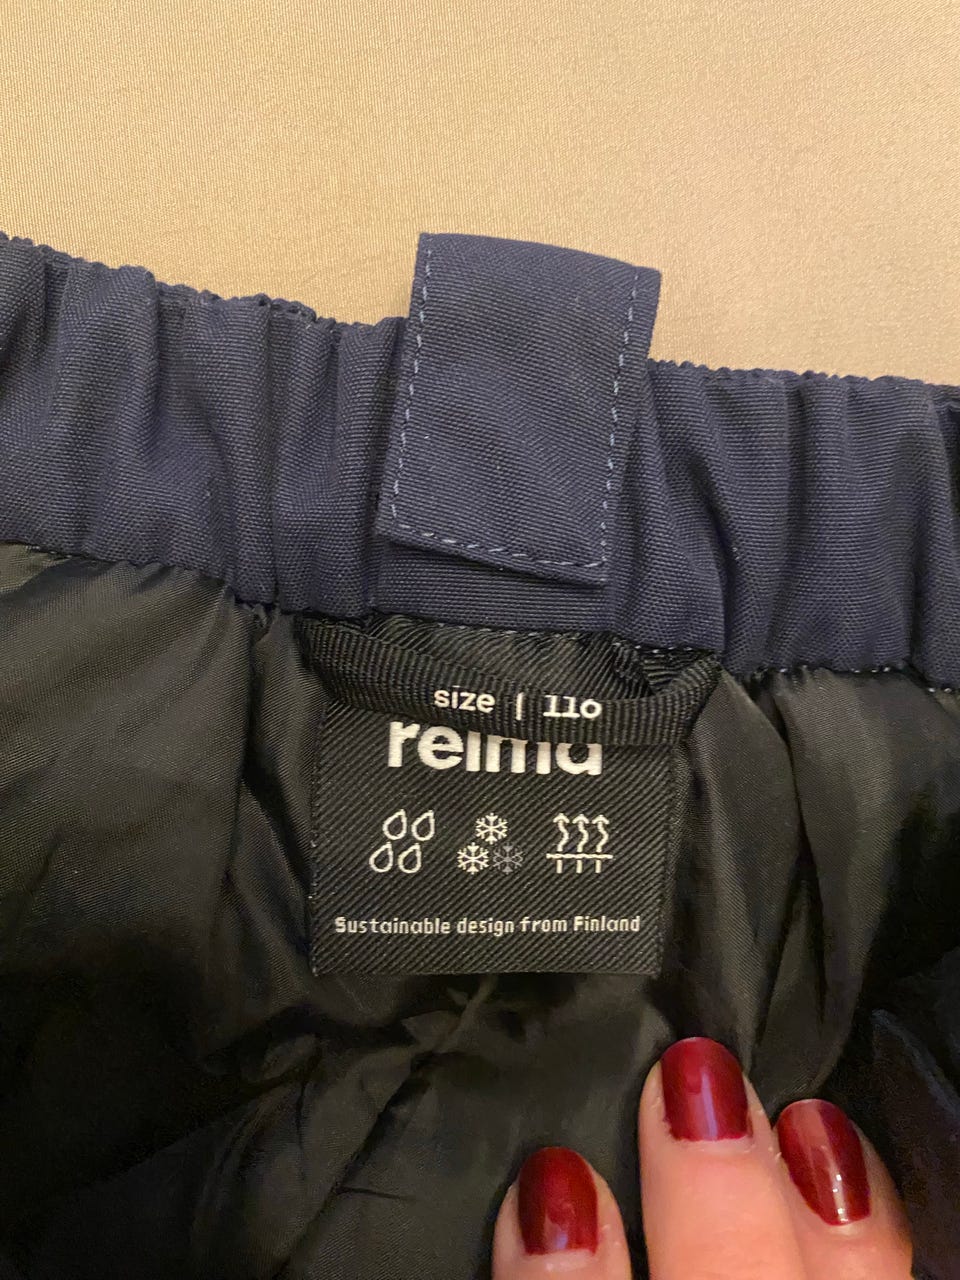 size | 110
reima
Sustainable design from Finland